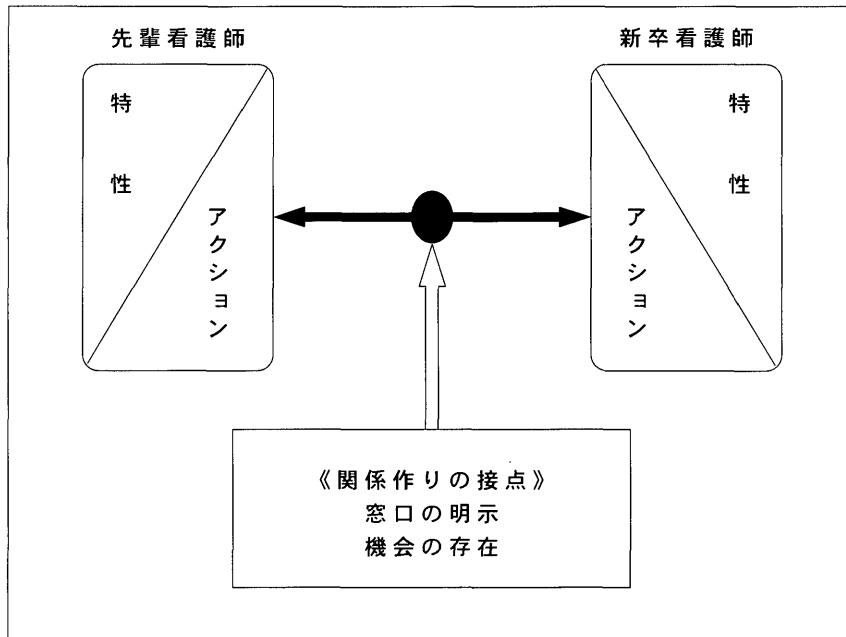 先輩看護師
新卒看護師
特性
アクション
特性
アクション
《関係作りの接点》
窓口の明示
機会の存在